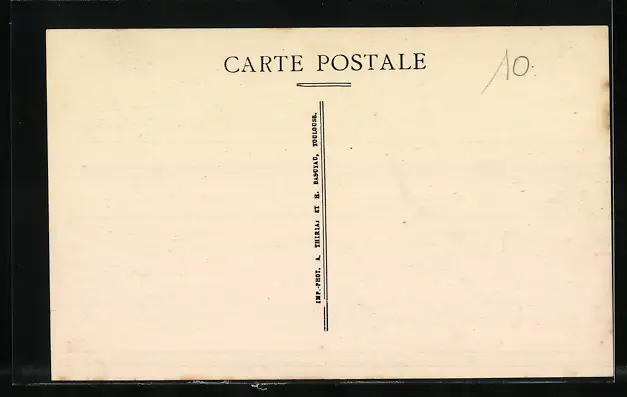 CARTE POSTALE
10.
IMP.-PHOT. A. THIRIAT ET H. BASUYAU, TOULOUSE.